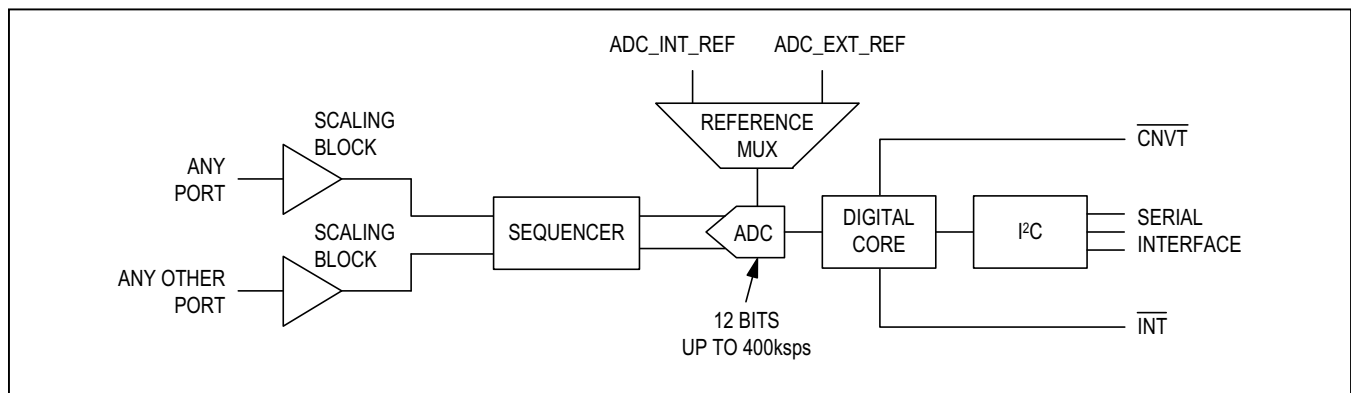 ADC_INT_REF
ADC_EXT_REF
REFERENCE
MUX
SCALING
BLOCK
ANY
PORT
SCALING
BLOCK
ANY OTHER
PORT
SEQUENCER
ADC
12 BITS
UP TO 400ksps
DIGITAL
CORE
I²C
CNVT
SERIAL
INTERFACE
INT